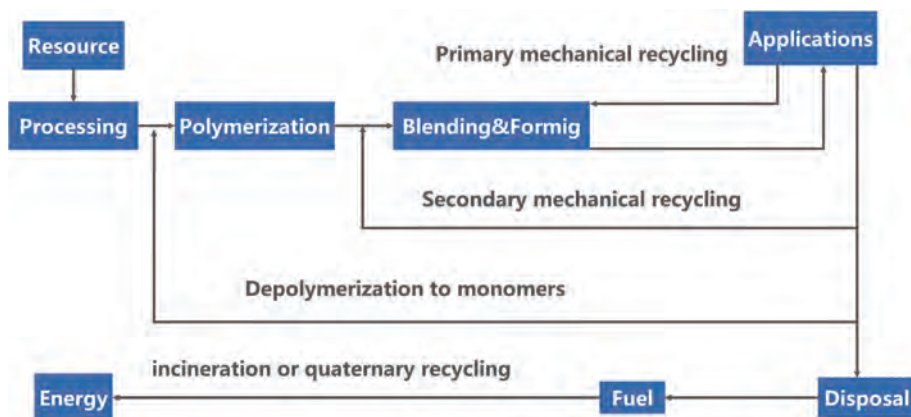 Resource
Applications
Primary mechanical recycling
Processing
Polymerization
Blending&Formig
Secondary mechanical recycling
Depolymerization to monomers
incineration or quaternary recycling
Energy
Fuel
Disposal